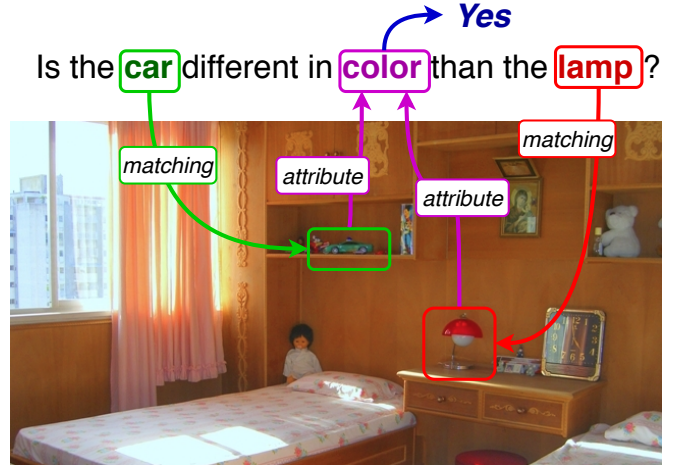 Yes
Is the car different in color than the lamp ?
matching
matching
attribute
attribute